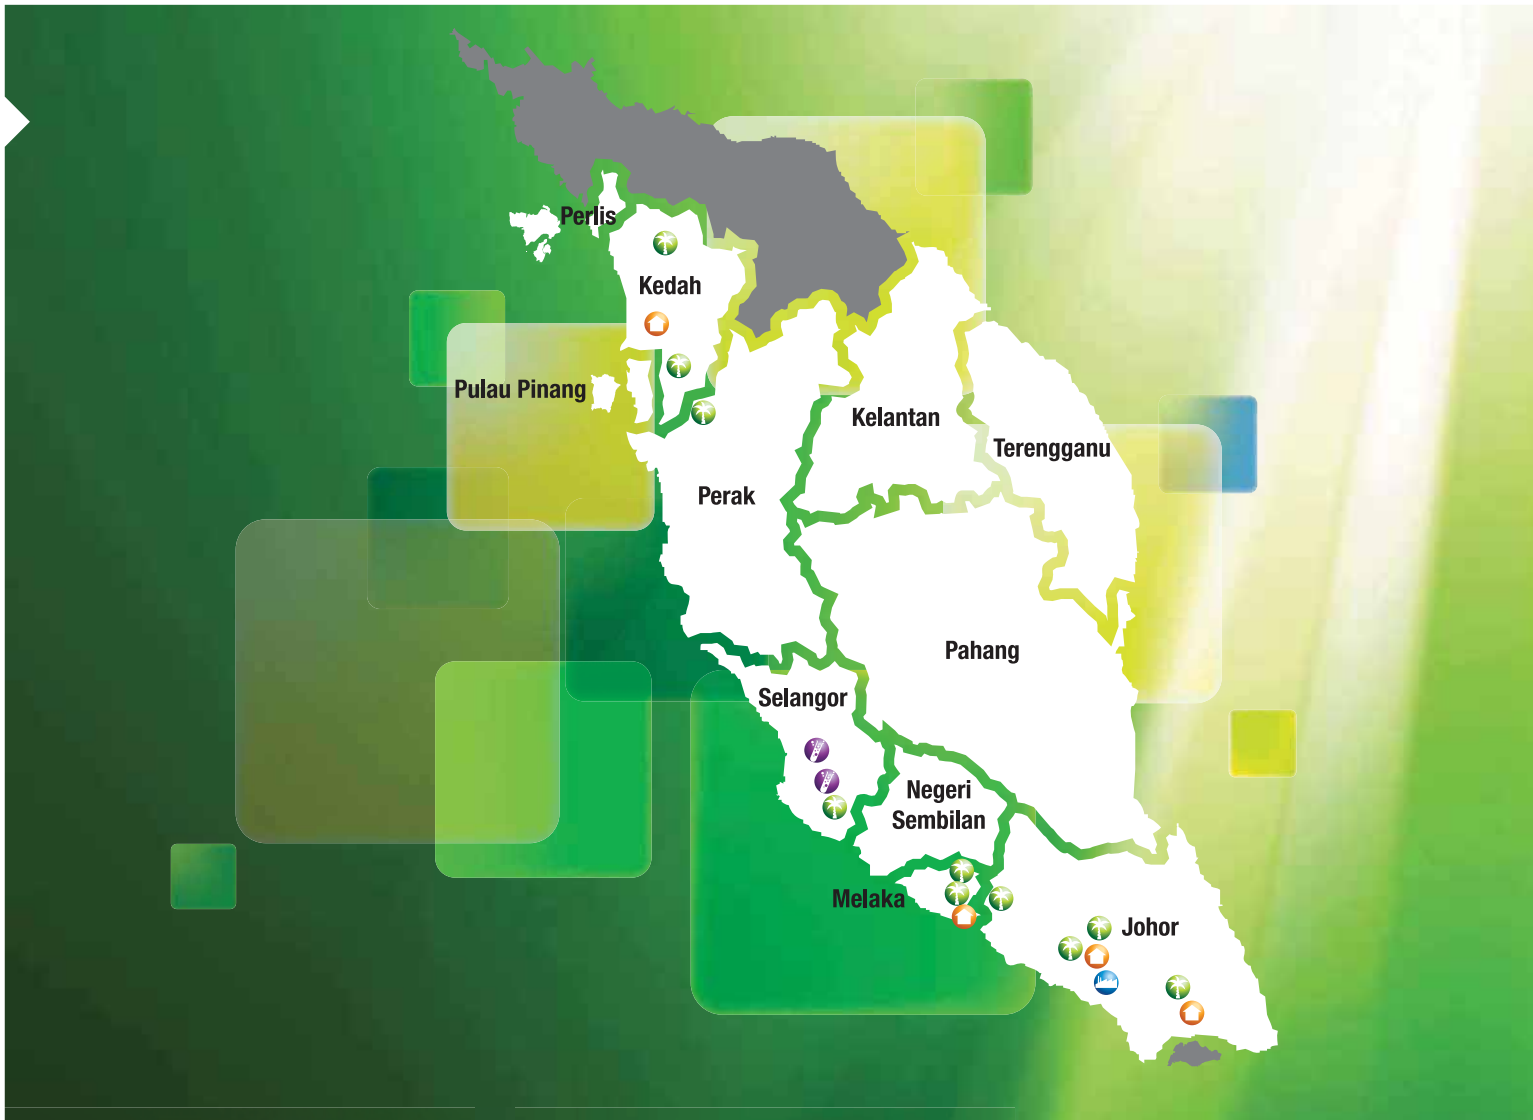 Perlis
Kedah
Pulau Pinang
Kelantan
Terengganu
Perak
Pahang
Selangor
Negeri
Sembilan
Melaka
Johor